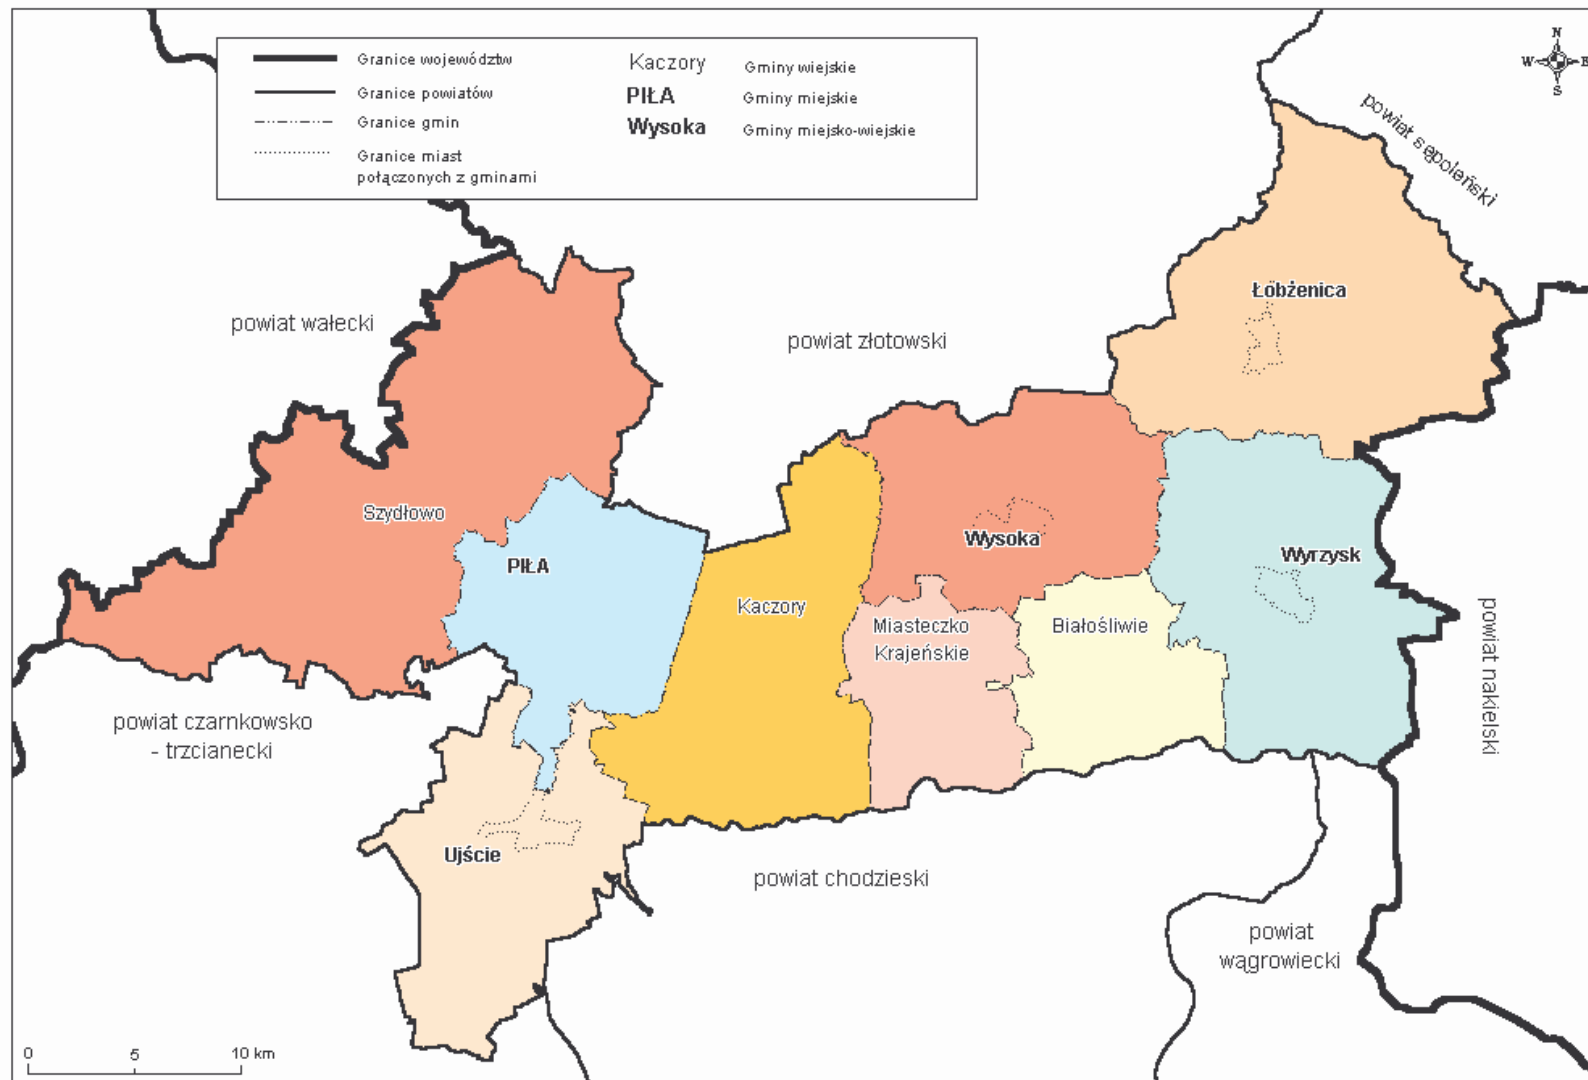 Granice województw
Granice powiatów
Granice gmin
Granice miast
połączonych z gminami
Kaczory Gminy wiejskie
PIŁA Gminy miejskie
Wysoka Gminy miejsko-wiejskie
N
W E
S
powiat sępoleński
Łobżenica
powiat wałecki
powiat złotowski
Szydłowo
PIŁA
Wysoka
Wyrzysk
Kaczory
Miasteczko
Krajeńskie
Białośliwie
powiat nakielski
powiat czarnkowsko
- trzcianecki
Ujście
powiat chodzieski
powiat
wągrowiecki
0 5 10 km